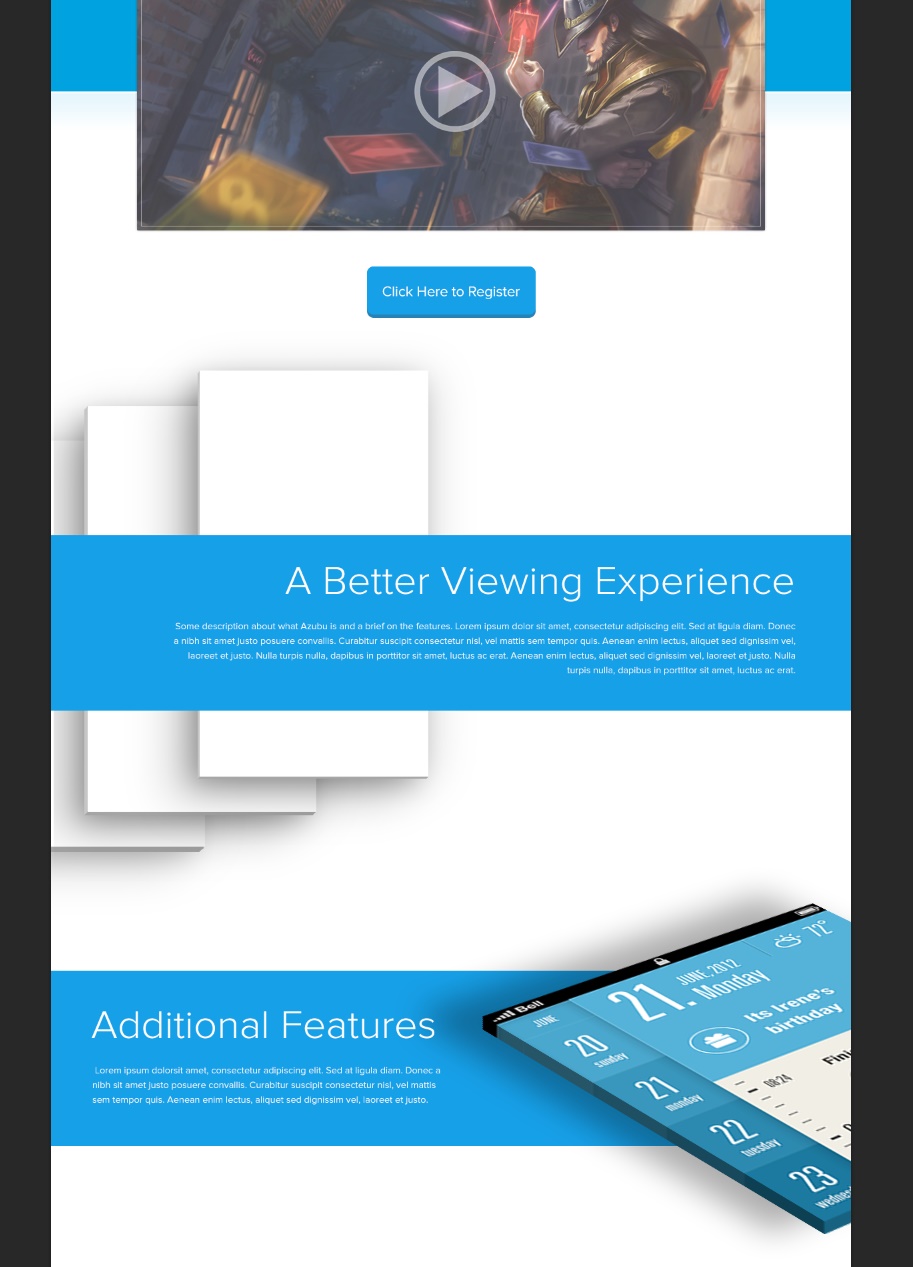 Click Here to Register
A Better Viewing Experience
Some description about what Azubu is and a brief on the features. Lorem ipsum dolor sit amet, consectetur adipiscing elit. Sed at ligula diam. Donec
a nibh sit amet justo posuere convallis. Curabitur suscipit consectetur nisl, vel mattis sem tempor quis. Aenean enim lectus, aliquet sed dignissim vel,
laoreet et justo. Nulla turpis nulla, dapibus in porttitor sit amet, luctus ac erat. Aenean enim lectus, aliquet sed dignissim vel, laoreet et justo. Nulla
turpis nulla, dapibus in porttitor sit amet, luctus ac erat.
Additional Features
Lorem ipsum dolorsit amet, consectetur adipiscing elit. Sed at ligula diam. Donec a
nibh sit amet justo posuere convallis. Curabitur suscipit consectetur nisl, vel mattis
sem tempor quis. Aenean enim lectus, aliquet sed dignissim vel, laoreet et justo.
Bell
72°
JUNE
21.
JUNE, 2012
Monday
Its Irene's
birthday
20
sunday
21
monday
22
tuesday
23
08:24